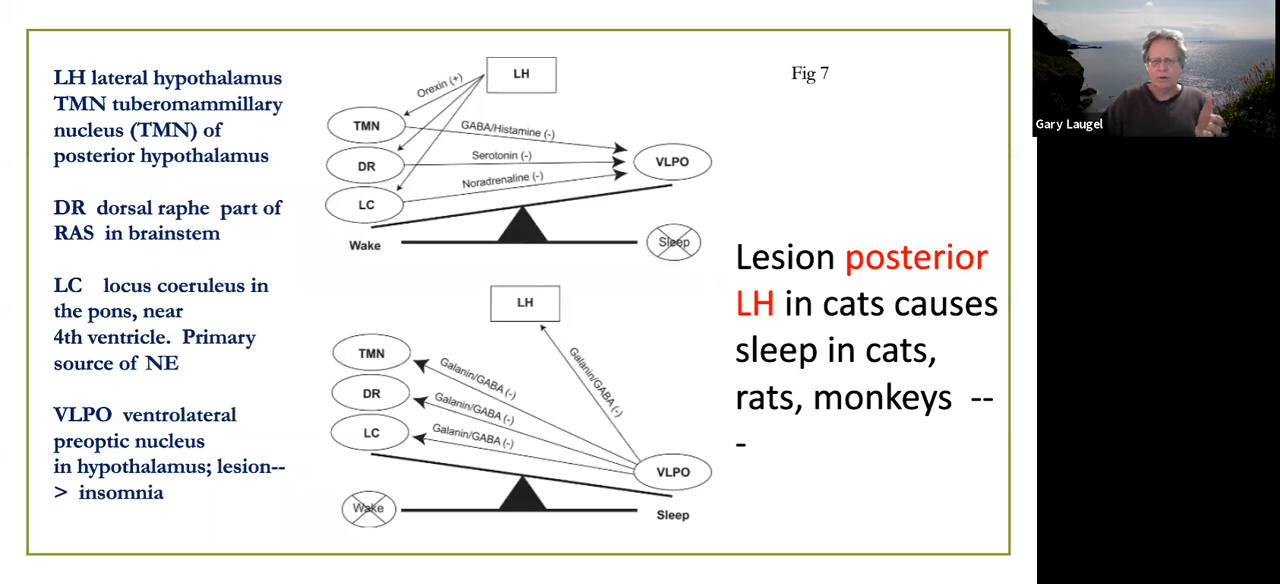 LH lateral hypothalamus
TMN tuberomammillary
nucleus (TMN) of
posterior hypothalamus
DR dorsal raphe part of
RAS in brainstem
LC locus coeruleus in
the pons, near
4th ventricle. Primary
source of NE
VLPO ventrolateral
preoptic nucleus
in hypothalamus; lesion--
> insomnia
LH
Orexin (+)
TMN
GABA/Histamine (-)
DR
Serotonin (-)
VLPO
LC
Noradrenaline (-)
Wake
Sleep
LH
TMN
Galanin/GABA (-)
Galanin/GABA (-)
DR
Galanin/GABA (-)
LC
Galanin/GABA (-)
VLPO
Wake
Sleep
Fig 7
Lesion posterior
LH in cats causes
sleep in cats,
rats, monkeys --
-
Gary Laugel